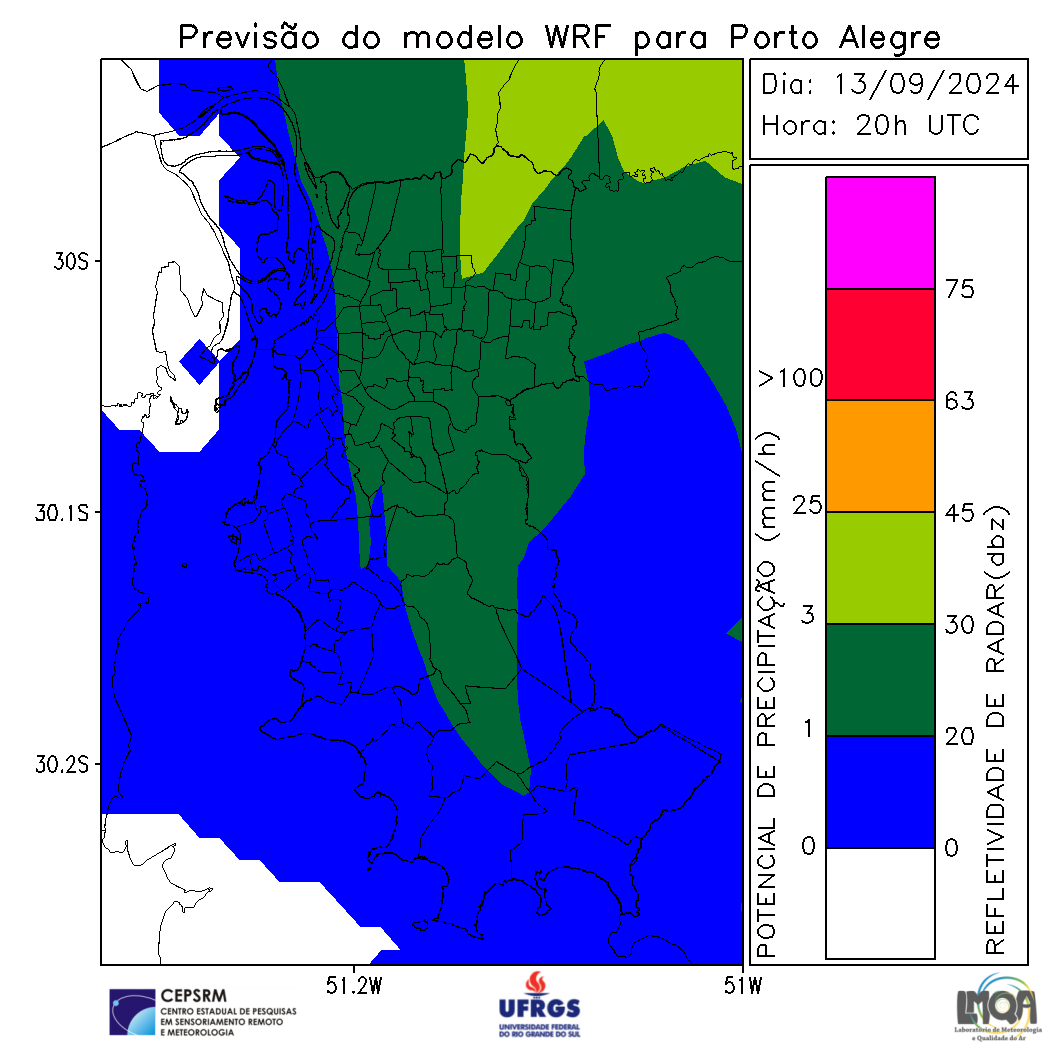 Previsão do modelo WRF para Porto Alegre
Dia: 13/09/2024
Hora: 20h UTC
30S
30.1S
30.2S
51.2W
51W
POTENCIAL DE PRECIPITAÇÃO (mm/h)
>100
25
3
1
0
75
63
45
30
20
0
REFLETIVIDADE DE RADAR(dbz)
CEPSRM
CENTRO ESTADUAL DE PESQUISAS
EM SENSORIAMENTO REMOTO
E METEOROLOGIA
UFRGS
UNIVERSIDADE FEDERAL
DO RIO GRANDE DO SUL
LMQA
Laboratório de Meteorologia
e Qualidade do Ar